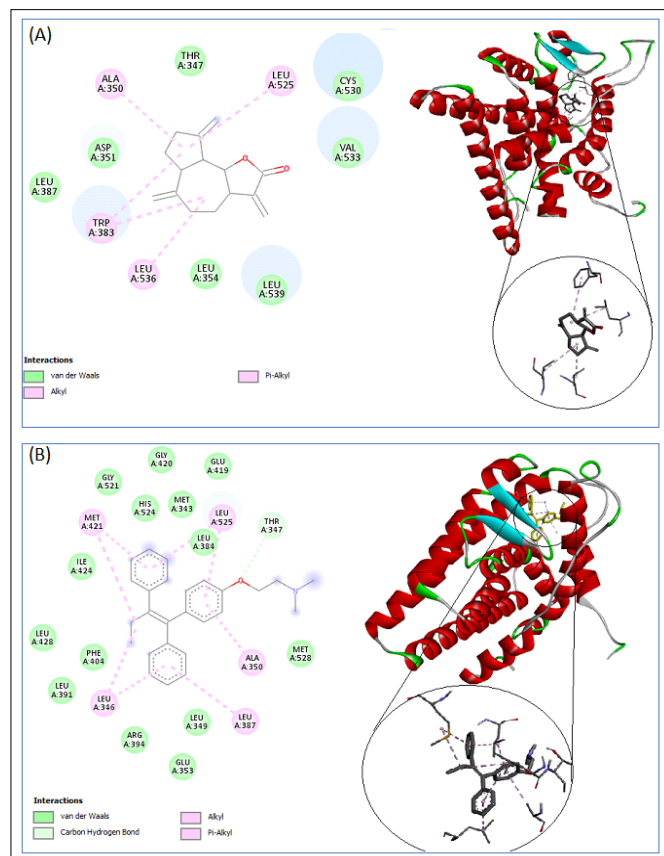 (A)
THR
A:347
ALA
A:350
LEU
A:525
CYS
A:530
ASP
A:351
VAL
A:533
LEU
A:387
TRP
A:383
LEU
A:536
LEU
A:354
LEU
A:539
O
O
Interactions
van der Waals
Pi-Alkyl
Alkyl
(B)
GLY
A:420
GLU
A:419
GLY
A:521
HIS
A:524
MET
A:343
MET
A:421
LEU
A:525
THR
A:347
LEU
A:384
ILE
A:424
O
N
LEU
A:428
PHE
A:404
ALA
A:350
MET
A:528
LEU
A:391
LEU
A:346
LEU
A:349
LEU
A:387
ARG
A:394
GLU
A:353
Interactions
van der Waals
Alkyl
Carbon Hydrogen Bond
Pi-Alkyl